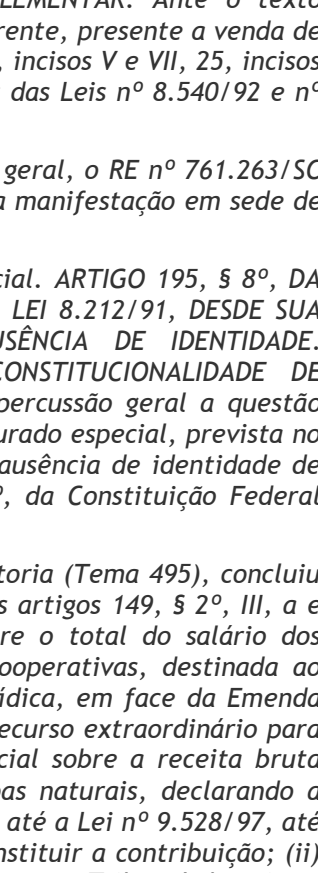 LEMENTAR. Ante o texto
rente, presente a venda de
, incisos V e VII, 25, incisos
das Leis nº 8.540/92 e nº
geral, o RE nº 761.263/SC
a manifestação em sede de
cial. ARTIGO 195, § 8º, DA
LEI 8.212/91, DESDE SUA
USÊNCIA DE IDENTIDADE.
CONSTITUCIONALIDADE DE
percussão geral a questão
urado especial, prevista no
ausência de identidade de
º, da Constituição Federal
toria (Tema 495), concluiu
s artigos 149, § 2º, III, a e
re o total do salário dos
ooperativas, destinada ao
ídica, em face da Emenda
ecurso extraordinário para
cial sobre a receita bruta
oas naturais, declarando a
até a Lei nº 9.528/97, até
nstituir a contribuição; (ii)